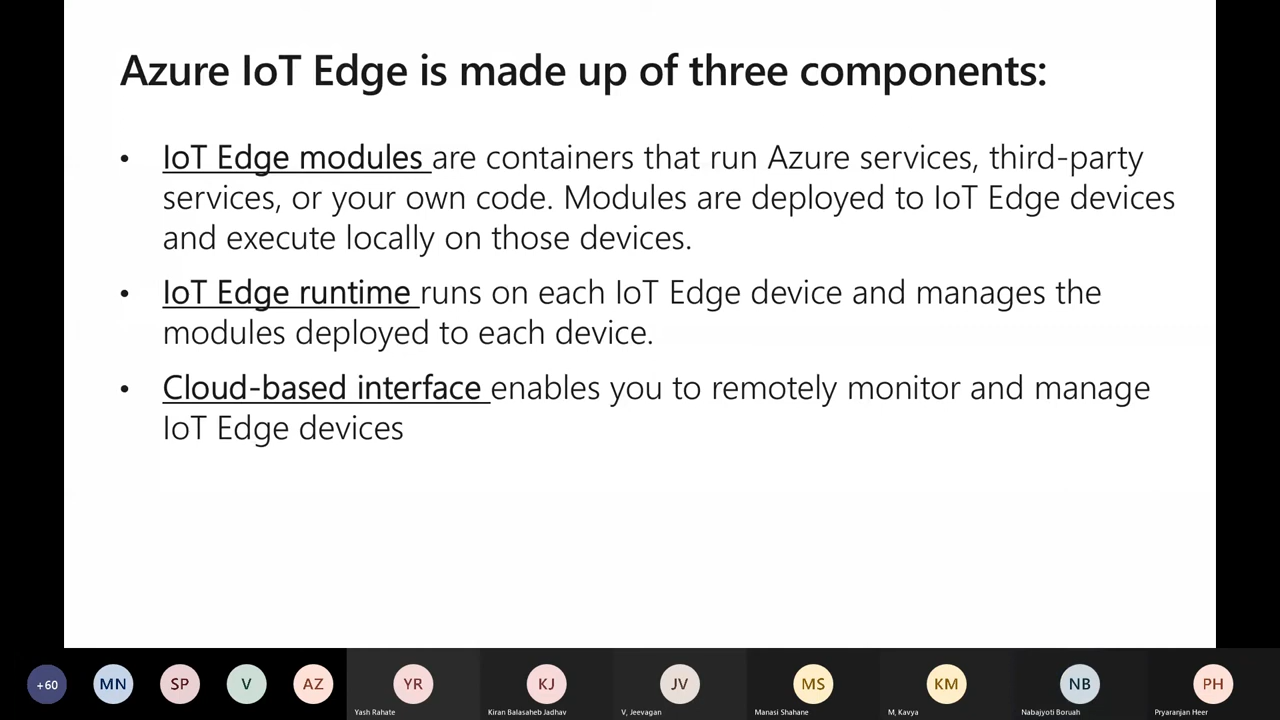 Azure IoT Edge is made up of three components:
• IoT Edge modules are containers that run Azure services, third-party
services, or your own code. Modules are deployed to IoT Edge devices
and execute locally on those devices.
• IoT Edge runtime runs on each IoT Edge device and manages the
modules deployed to each device.
• Cloud-based interface enables you to remotely monitor and manage
IoT Edge devices
+60 MN SP V AZ YR KJ JV MS KM NB PH
Yash Rahate Kiran Balasaheb Jadhav V, Jeevagan Manasi Shahane M, Kavya Nabajyoti Boruah Pryaranjan Heer